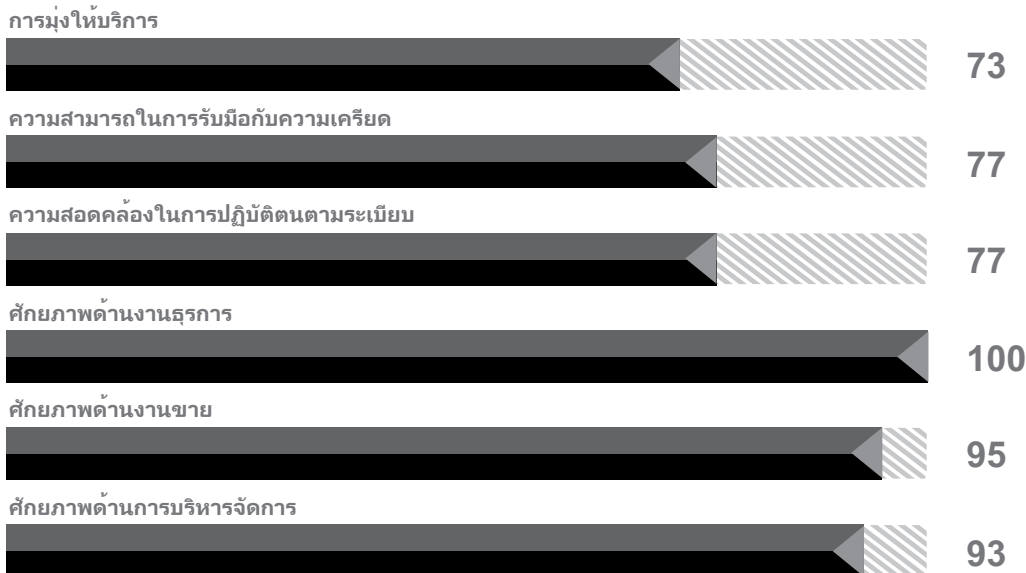 การมุ่งให้บริการ
73
ความสามารถในการรับมือกับความเครียด
77
ความสอดคล้องในการปฏิบัติตนตามระเบียบ
77
ศักยภาพด้านงานธุรการ
100
ศักยภาพด้านงานขาย
95
ศักยภาพด้านการบริหารจัดการ
93